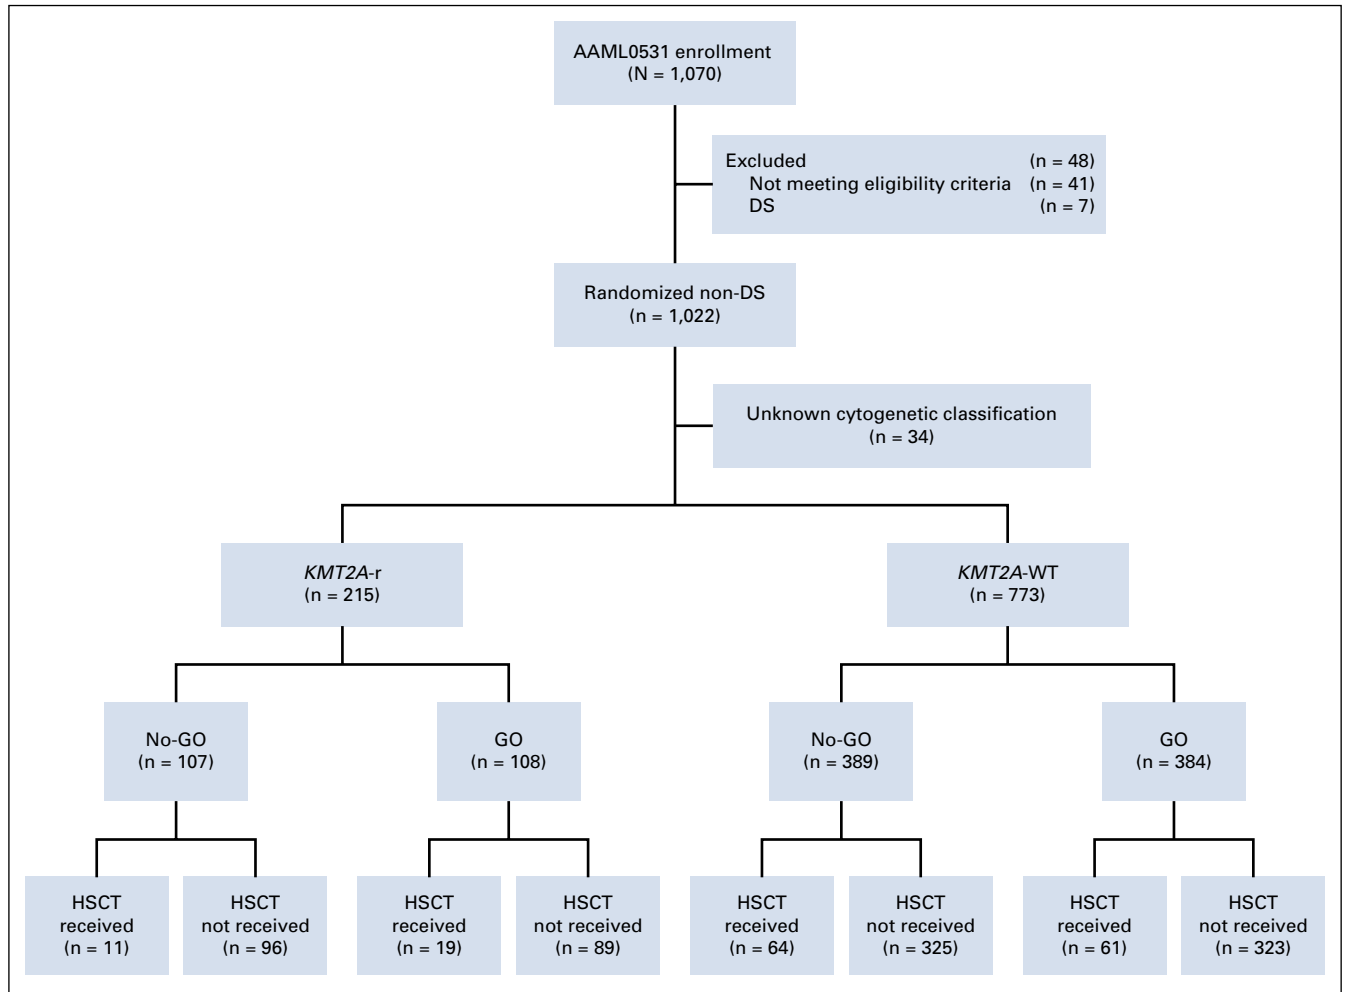 AAML0531 enrollment
(N = 1,070)
Excluded (n = 48)
Not meeting eligibility criteria (n = 41)
DS (n = 7)
Randomized non-DS
(n = 1,022)
Unknown cytogenetic classification
(n = 34)
KMT2A-r
(n = 215)
KMT2A-WT
(n = 773)
No-GO
(n = 107)
GO
(n = 108)
No-GO
(n = 389)
GO
(n = 384)
HSCT
received
(n = 11)
HSCT
not received
(n = 96)
HSCT
received
(n = 19)
HSCT
not received
(n = 89)
HSCT
received
(n = 64)
HSCT
not received
(n = 325)
HSCT
received
(n = 61)
HSCT
not received
(n = 323)